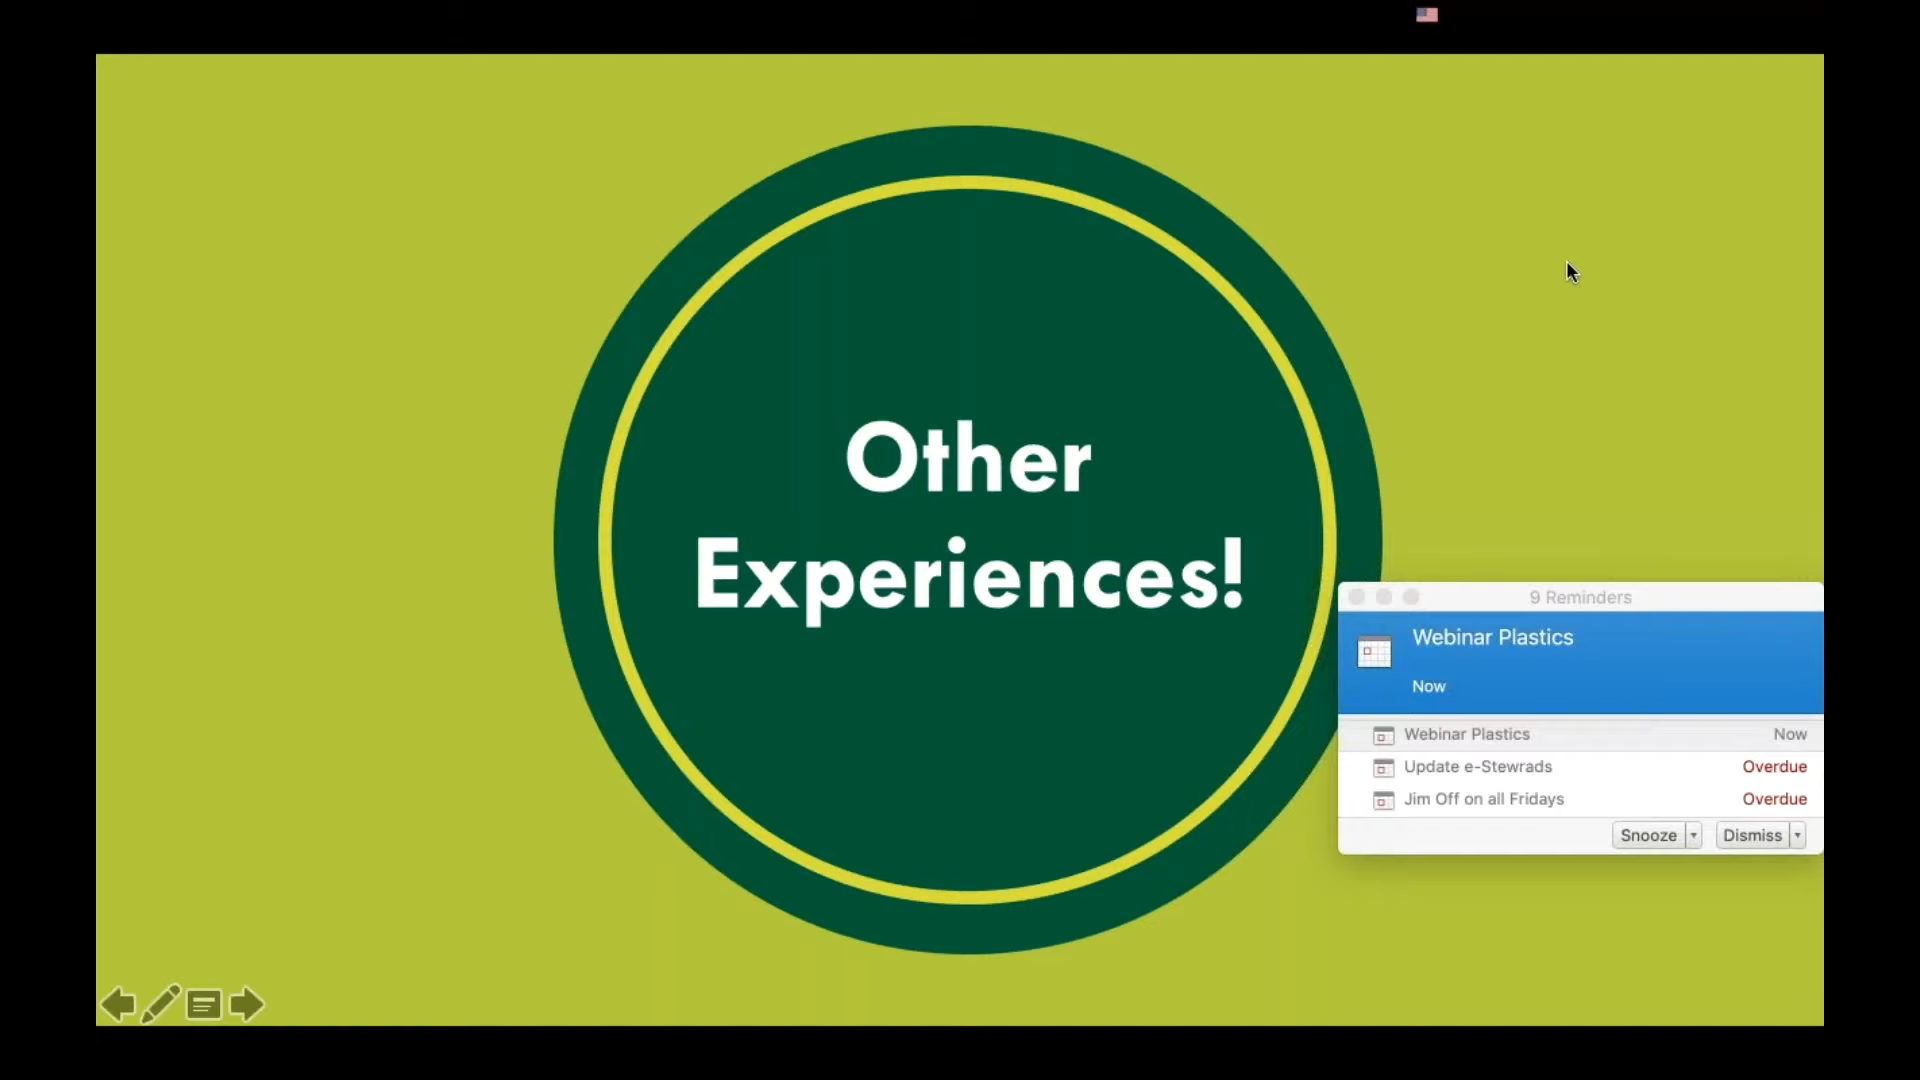 Other
Experiences!
9 Reminders
Webinar Plastics
Now
Webinar Plastics Now
Update e-Stewrads Overdue
Jim Off on all Fridays Overdue
Snooze Dismiss